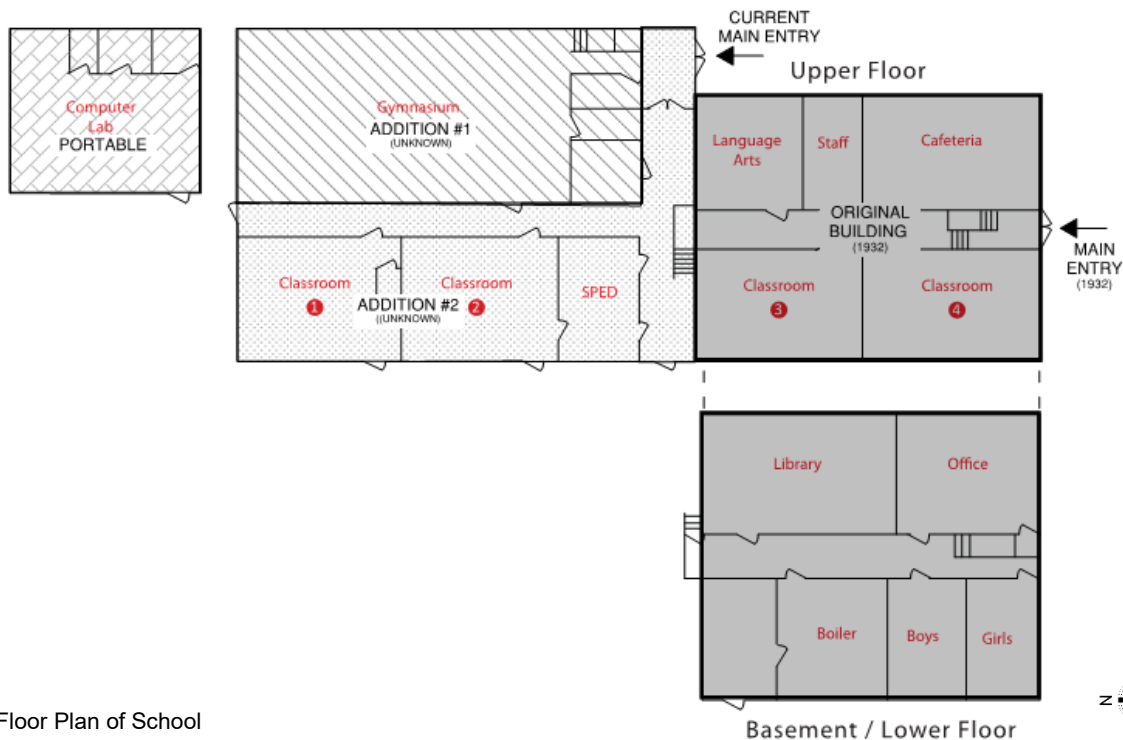 CURRENT
MAIN ENTRY
Upper Floor
Computer
Lab
PORTABLE
Gymnasium
ADDITION #1
(UNKNOWN)
Language
Arts
Staff
Cafeteria
ORIGINAL
BUILDING
(1932)
MAIN
ENTRY
(1932)
Classroom
1
Classroom
2
ADDITION #2
((UNKNOWN)
SPED
Classroom
3
Classroom
4
Library
Office
Boiler
Boys
Girls
Floor Plan of School
Basement / Lower Floor
N